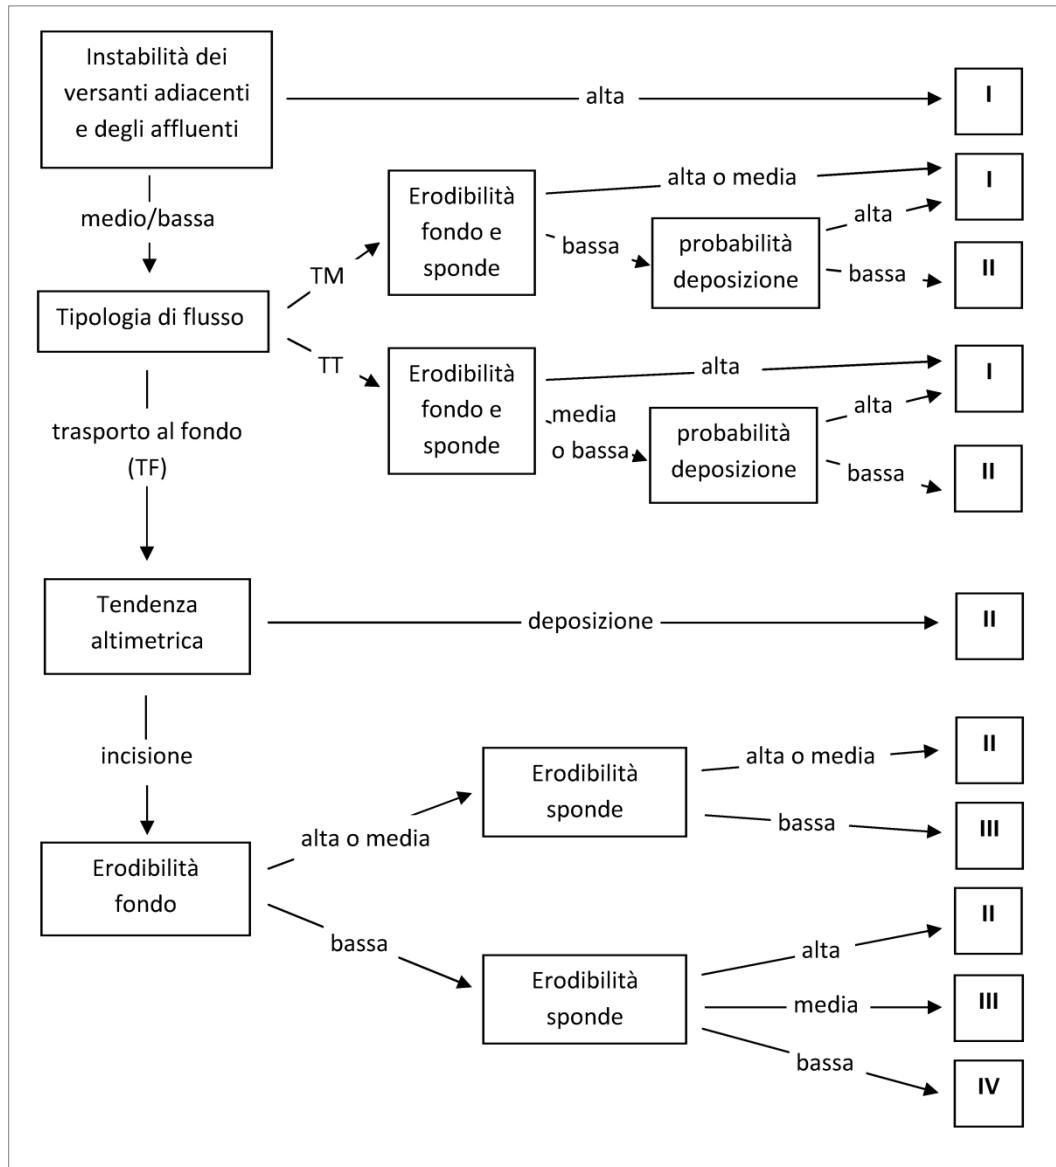 Instabilità dei
versanti adiacenti
e degli affluenti
alta
I
medio/bassa
Tipologia di flusso
TM
Erodibilità
fondo e
sponde
alta o media
I
bassa
probabilità
deposizione
alta
bassa
II
TT
Erodibilità
fondo e
sponde
alta
I
media
o bassa
probabilità
deposizione
alta
bassa
II
trasporto al fondo
(TF)
Tendenza
altimetrica
deposizione
II
incisione
Erodibilità
fondo
alta o media
Erodibilità
sponde
alta o media
II
bassa
III
bassa
Erodibilità
sponde
alta
II
media
III
bassa
IV